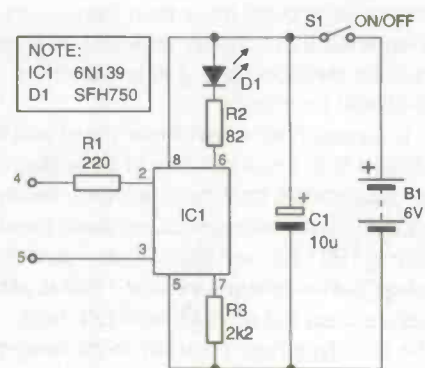 S1 ON/OFF
NOTE:
IC1 6N139
D1 SFH750
D1
R2
82
R1
220
4
2
8
6
IC1
5
3
5
7
C1
10u
+
B1
6V
+
R3
2k2